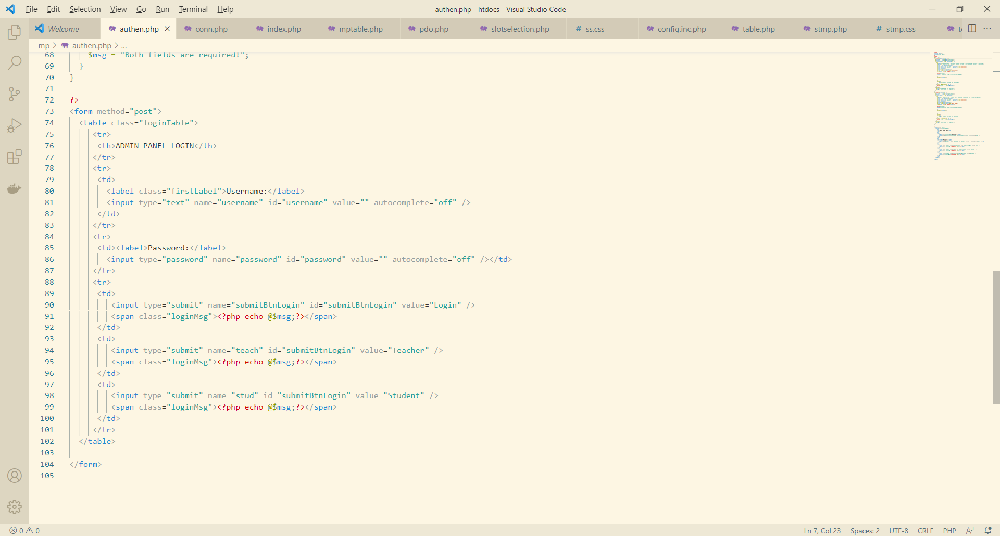 File Edit Selection View Go Run Terminal Help
authen.php - htdocs - Visual Studio Code
Welcome authen.php conn.php index.php mptable.php pdo.php slotselection.php # ss.css config.inc.php table.php stmp.php # stmp.css
mp > authen.php > ...
68 $msg = "Both fields are required!";
69 }
70 }
71
72 ?>
73 <form method="post">
74 <table class="loginTable">
75 <tr>
76 <th>ADMIN PANEL LOGIN</th>
77 </tr>
78 <tr>
79 <td>
80 <label class="firstLabel">Username:</label>
81 <input type="text" name="username" id="username" value="" autocomplete="off" />
82 </td>
83 </tr>
84 <tr>
85 <td><label>Password:</label>
86 <input type="password" name="password" id="password" value="" autocomplete="off" /></td>
87 </tr>
88 <tr>
89 <td>
90 <input type="submit" name="submitBtnLogin" id="submitBtnLogin" value="Login" />
91 <span class="loginMsg"><?php echo @$msg;?></span>
92 </td>
93 <td>
94 <input type="submit" name="teach" id="submitBtnLogin" value="Teacher" />
95 <span class="loginMsg"><?php echo @$msg;?></span>
96 </td>
97 <td>
98 <input type="submit" name="stud" id="submitBtnLogin" value="Student" />
99 <span class="loginMsg"><?php echo @$msg;?></span>
100 </td>
101 </tr>
102 </table>
103
104 </form>
105
0 0 Ln 7, Col 23 Spaces: 2 UTF-8 CRLF PHP